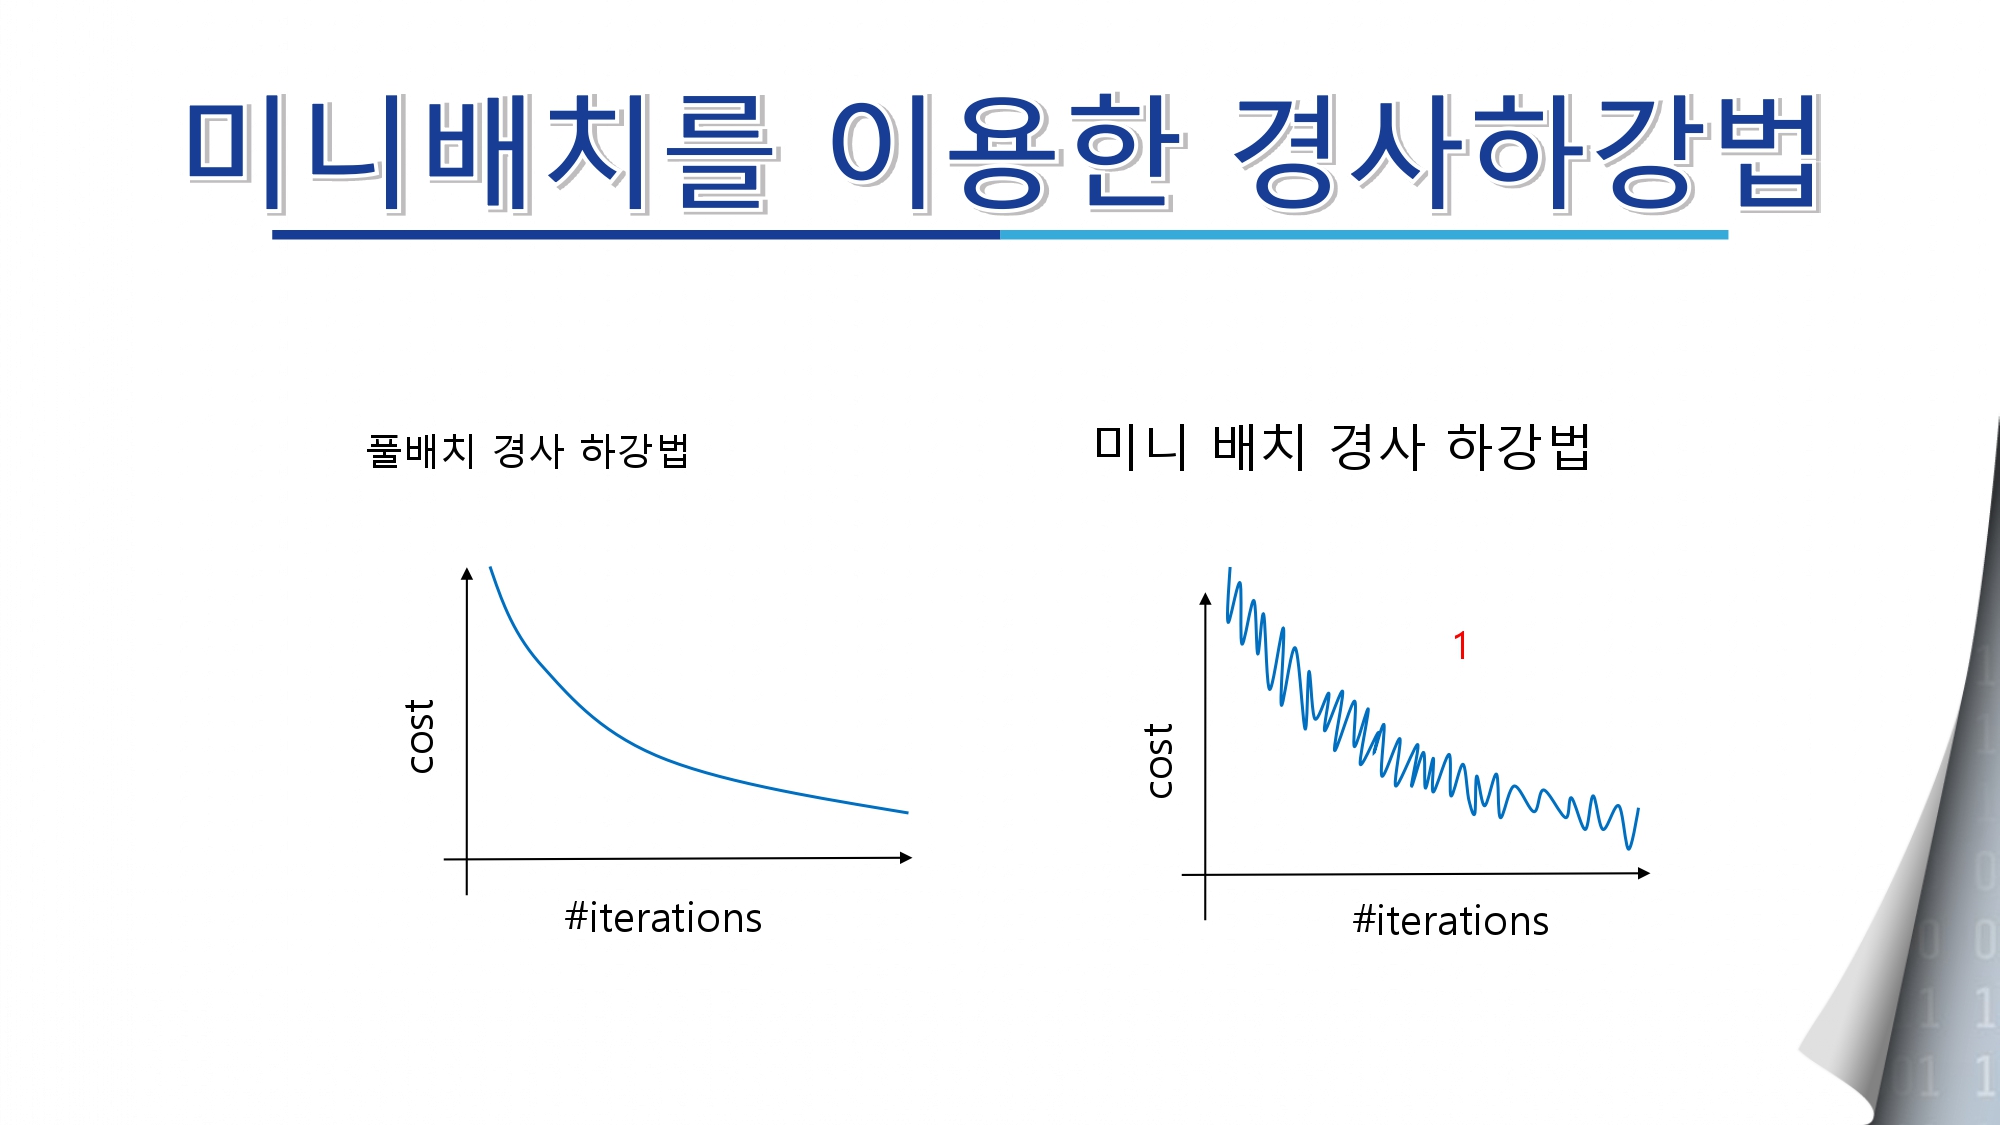 미니배치를 이용한 경사하강법
풀배치 경사 하강법
미니 배치 경사 하강법
cost
#iterations
1
cost
#iterations